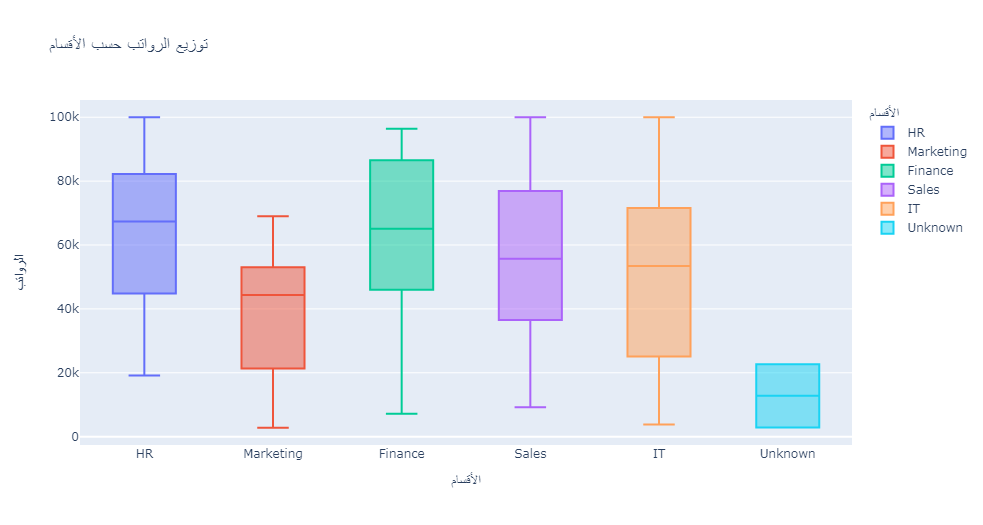 توزيع الرواتب حسب الأقسام
الرواتب
100k
80k
60k
40k
20k
0
HR
Marketing
Finance
Sales
IT
Unknown
الأقسام
الأقسام
HR
Marketing
Finance
Sales
IT
Unknown